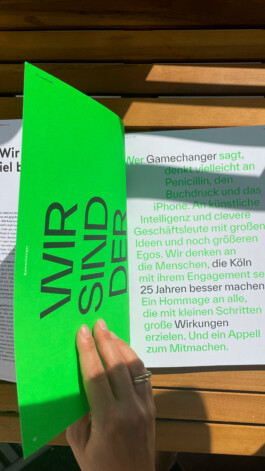 Wir
WIR
SIND
DER
Wer Gamechanger sagt,
denkt vielleicht an
Penicillin, den
Buchdruck und das
iPhone. An künstliche
Intelligenz und clevere
Geschäftsleute mit großen
Ideen und noch größeren
Egos. Wir denken an
die Menschen, die Köln
mit ihrem Engagement se
25 Jahren besser machen
Ein Hommage an alle,
die mit kleinen Schritten
große Wirkungen
erzielen. Und ein Appell
zum Mitmachen.